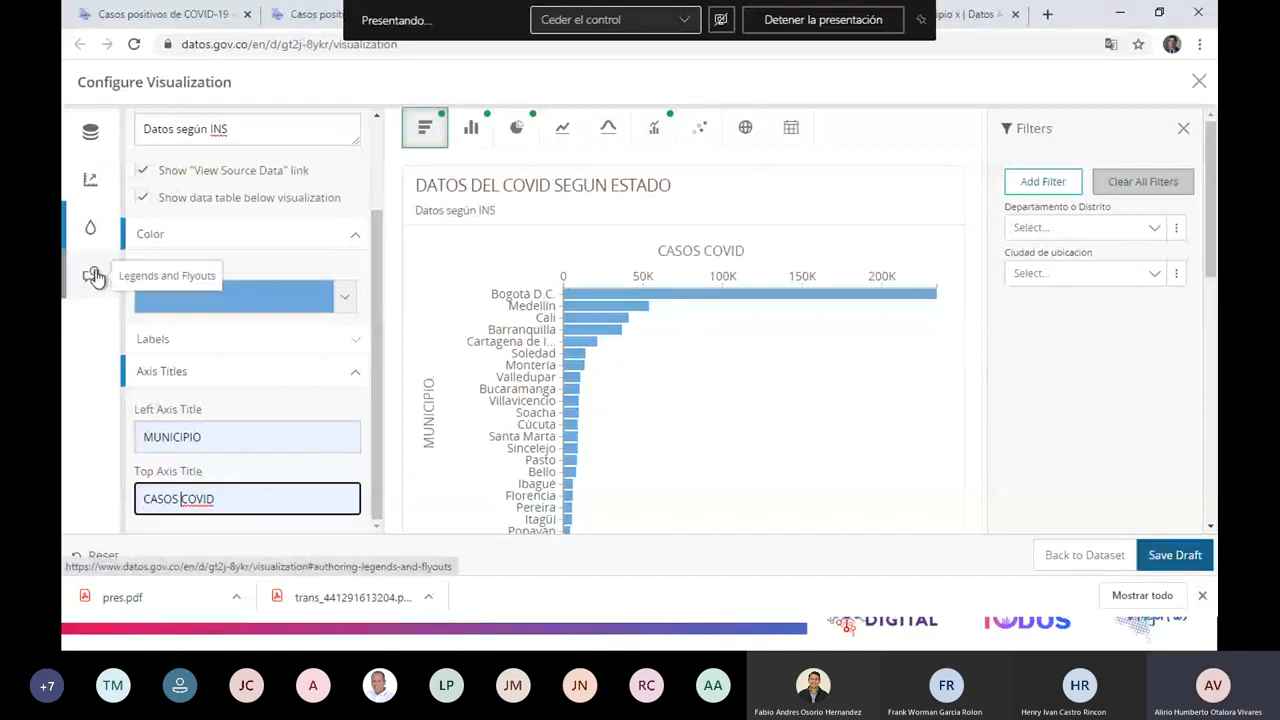 Casos positivos de COVID-19 -
Casos posi
Presentando...
Ceder el control
Detener la presentación
ipio x | Datos A
datos.gov.co/en/d/gt2j-8ykr/visualization
Configure Visualization
Datos según INS
Show "View Source Data" link
Show data table below visualization
Color
Legends and Flyouts
Labels
Axis Titles
Left Axis Title
MUNICIPIO
Top Axis Title
CASOS COVID
Reset
https://www.datos.gov.co/en/d/gt2j-8ykr/visualization#authoring-legends-and-flyouts
DATOS DEL COVID SEGUN ESTADO
Datos según INS
CASOS COVID
0 50K 100K 150K 200K
MUNICIPIO
Bogotá D.C.
Medellín
Cali
Barranquilla
Cartagena de i...
Soledad
Montería
Valledupar
Bucaramanga
Villavicencio
Soacha
Cúcuta
Santa Marta
Sincelejo
Pasto
Bello
Ibague
Florencia
Pereira
Itagüí
Popayán
Filters
Add Filter
Clear All Filters
Departamento o Distrito
Select...
Ciudad de ubicación
Select...
Back to Dataset
Save Draft
pres.pdf
trans_441291613204.p...
Mostrar todo
DIGITAL
TODOS
+7
TM
JC
A
LP
JM
JN
RC
AA
Fabio Andres Osorio Hernandez
FR
Frank Worman Garcia Rolon
HR
Henry Ivan Castro Rincon
AV
Alirio Humberto Otalora Vivares